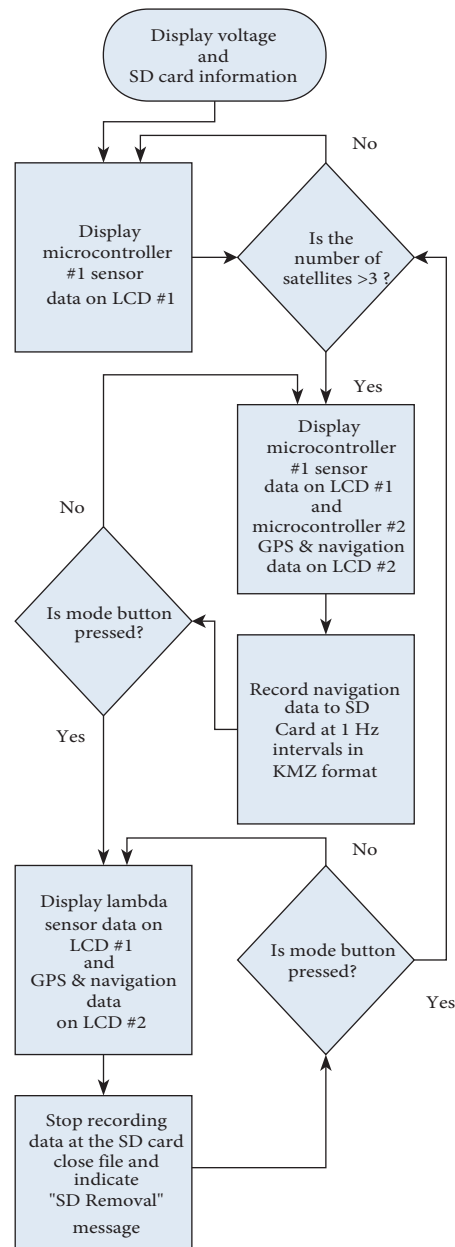 Display voltage
and
SD card information
No
Display
microcontroller
#1 sensor
data on LCD #1
Is the
number of
satellites >3 ?
Yes
Display
microcontroller
#1 sensor
data on LCD #1
and
microcontroller #2
GPS & navigation
data on LCD #2
No
Is mode button
pressed?
Record navigation
data to SD
Card at 1 Hz
intervals in
KMZ format
Yes
No
Display lambda
sensor data on
LCD #1
and
GPS & navigation
data
on LCD #2
Is mode button
pressed?
Yes
Stop recording
data at the SD card
close file and
indicate
"SD Removal"
message